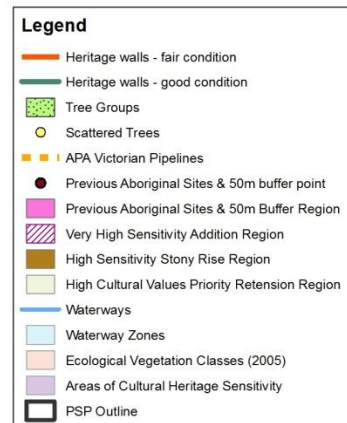 Legend
Heritage walls - fair condition
Heritage walls - good condition
Tree Groups
Scattered Trees
APA Victorian Pipelines
Previous Aboriginal Sites & 50m buffer point
Previous Aboriginal Sites & 50m Buffer Region
Very High Sensitivity Addition Region
High Sensitivity Stony Rise Region
High Cultural Values Priority Retention Region
Waterways
Waterway Zones
Ecological Vegetation Classes (2005)
Areas of Cultural Heritage Sensitivity
PSP Outline